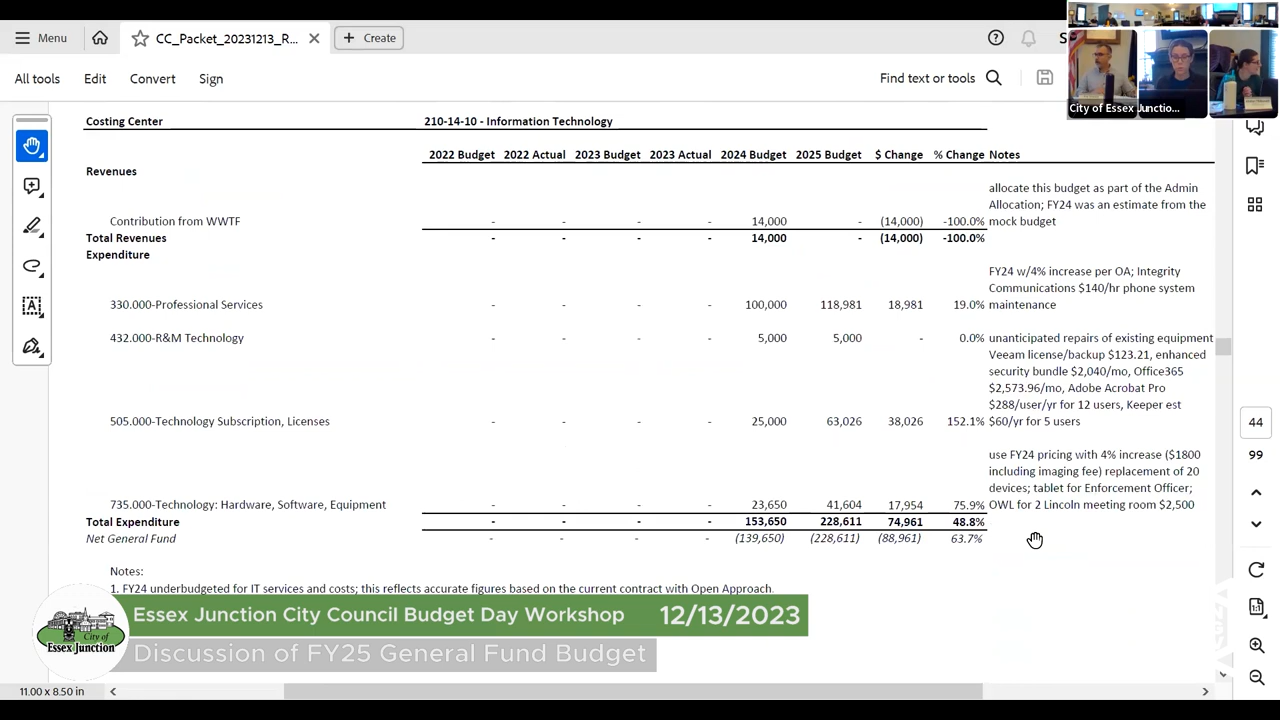 Menu
CC_Packet_20231213_R...
Create
City of Essex Junctio...
All tools Edit Convert Sign
Find text or tools
Costing Center 210-14-10 - Information Technology
2022 Budget 2022 Actual 2023 Budget 2023 Actual 2024 Budget 2025 Budget $ Change % Change Notes
Revenues
allocate this budget as part of the Admin
Allocation; FY24 was an estimate from the
Contribution from WWTF - - - - 14,000 - (14,000) -100.0% mock budget
Total Revenues - - - - 14,000 - (14,000) -100.0%
Expenditure
FY24 w/4% increase per OA; Integrity
Communications $140/hr phone system
330.000-Professional Services - - - - 100,000 118,981 18,981 19.0% maintenance
432.000-R&M Technology - - - - 5,000 5,000 - 0.0% unanticipated repairs of existing equipment
Veeam license/backup $123.21, enhanced
security bundle $2,040/mo, Office365
$2,573.96/mo, Adobe Acrobat Pro
$288/user/yr for 12 users, Keeper est
505.000-Technology Subscription, Licenses - - - - 25,000 63,026 38,026 152.1% $60/yr for 5 users
use FY24 pricing with 4% increase ($1800
including imaging fee) replacement of 20
devices; tablet for Enforcement Officer;
735.000-Technology: Hardware, Software, Equipment - - - - 23,650 41,604 17,954 75.9% OWL for 2 Lincoln meeting room $2,500
Total Expenditure - - - - 153,650 228,611 74,961 48.8%
Net General Fund - - - - (139,650) (228,611) (88,961) 63.7%
Notes:
1. FY24 underbudgeted for IT services and costs; this reflects accurate figures based on the current contract with Open Approach.
44
99
City of
Essex Junction
Essex Junction City Council Budget Day Workshop 12/13/2023
Discussion of FY25 General Fund Budget
11.00 x 8.50 in